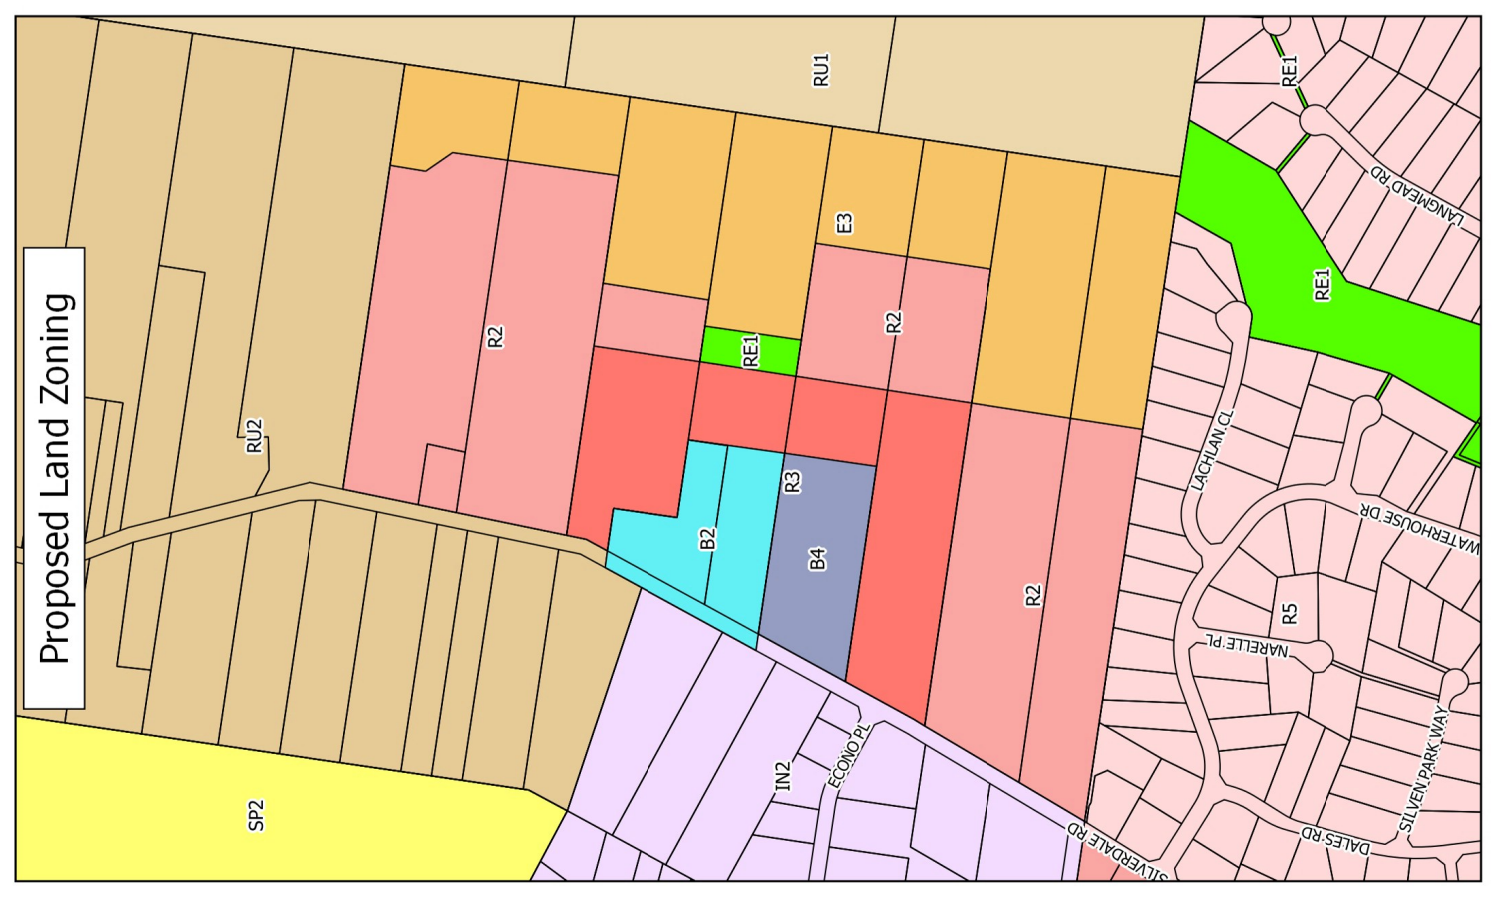 Proposed Land Zoning
RU1
RE1
LANGMEAD RD
E3
RE1
R2
R2
RE1
RU2
LACHLAN CL
R3
WATERHOUSE DR
B2
B4
R2
R5
NARELLE PL
ECONO PL
IN2
SILVEN PARK WAY
SP2
SILVERDALE RD
DALES RD